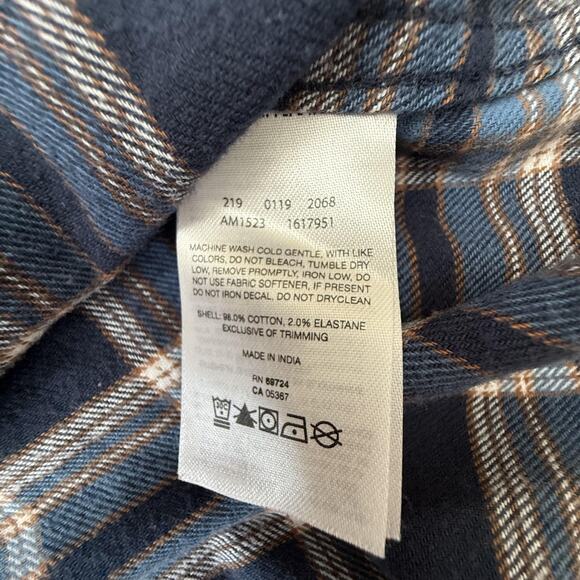 219 0119 2068
AM1523 1617951
MACHINE WASH COLD GENTLE, WITH LIKE
COLORS, DO NOT BLEACH, TUMBLE DRY
LOW, REMOVE PROMPTLY, IRON LOW, DO
NOT USE FABRIC SOFTENER, IF PRESENT
DO NOT IRON DECAL. DO NOT DRYCLEAN
SHELL: 98.0% COTTON, 2.0% ELASTANE
EXCLUSIVE OF TRIMMING
MADE IN INDIA
RN 69724
CA 05367